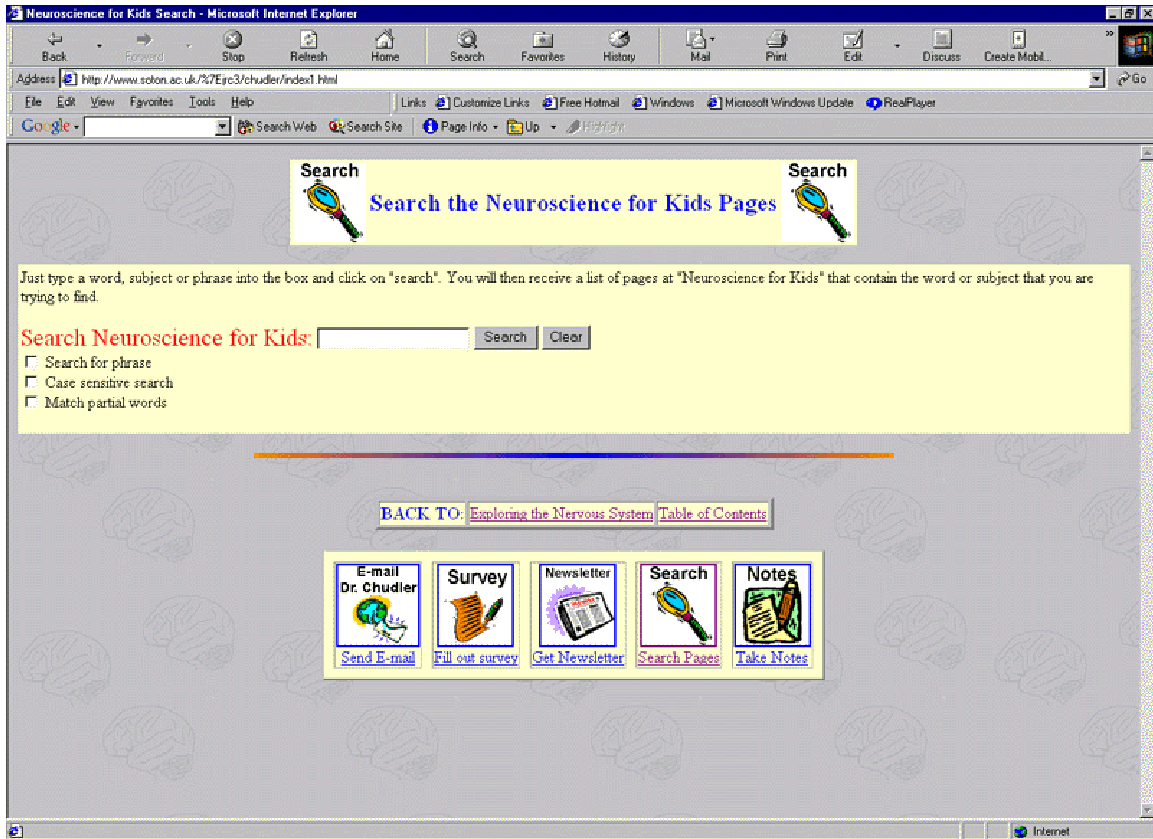 Neuroscience for Kids Search - Microsoft Internet Explorer
Back Forward Stop Refresh Home Search Favorites History Mail Print Edit Discuss Create Mobil...
Address http://www.soton.ac.uk/%7Ejrc3/chudler/index1.html Go
File Edit View Favorites Tools Help Links Customize Links Free Hotmail Windows Microsoft Windows Update RealPlayer
Google Search Web Search Site Page Info Up Highlight
Search Search
Search the Neuroscience for Kids Pages
Just type a word, subject or phrase into the box and click on "search". You will then receive a list of pages at "Neuroscience for Kids" that contain the word or subject that you are
trying to find.
Search Neuroscience for Kids: Search Clear
Search for phrase
Case sensitive search
Match partial words
BACK TO: Exploring the Nervous System Table of Contents
E-mail
Dr. Chudler
Send E-mail
Survey
Fill out survey
Newsletter
Get Newsletter
Search
Search Pages
Notes
Take Notes
Internet